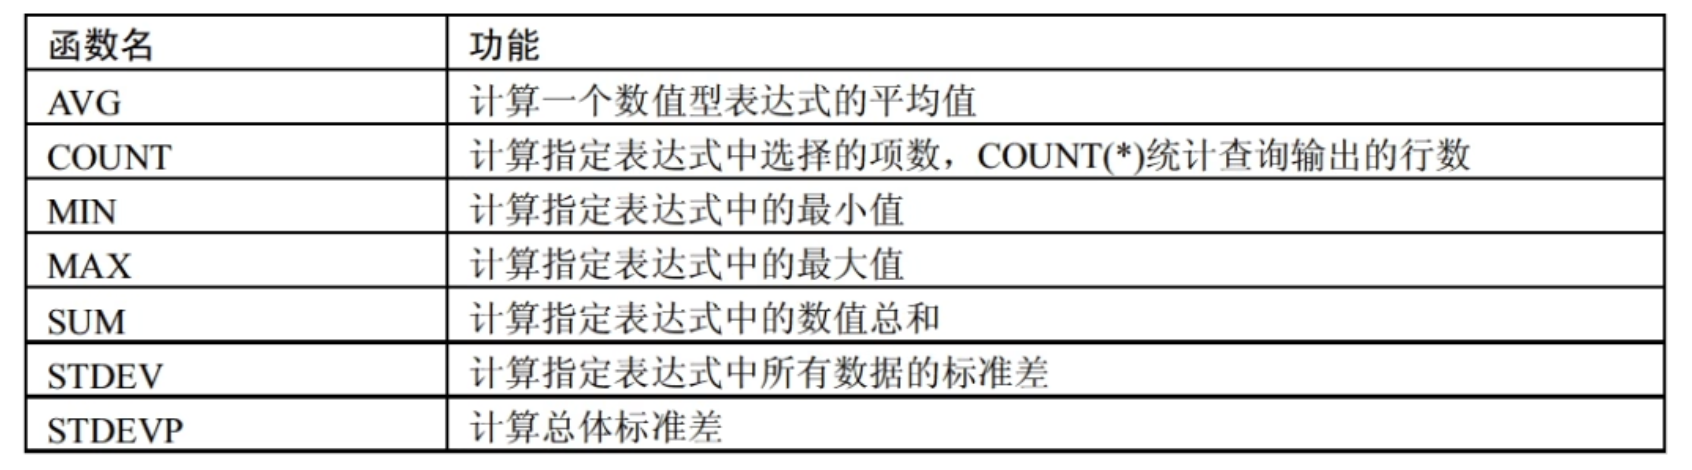 函数名 功能
AVG 计算一个数值型表达式的平均值
COUNT 计算指定表达式中选择的项数，COUNT(*)统计查询输出的行数
MIN 计算指定表达式中的最小值
MAX 计算指定表达式中的最大值
SUM 计算指定表达式中的数值总和
STDEV 计算指定表达式中所有数据的标准差
STDEVP 计算总体标准差